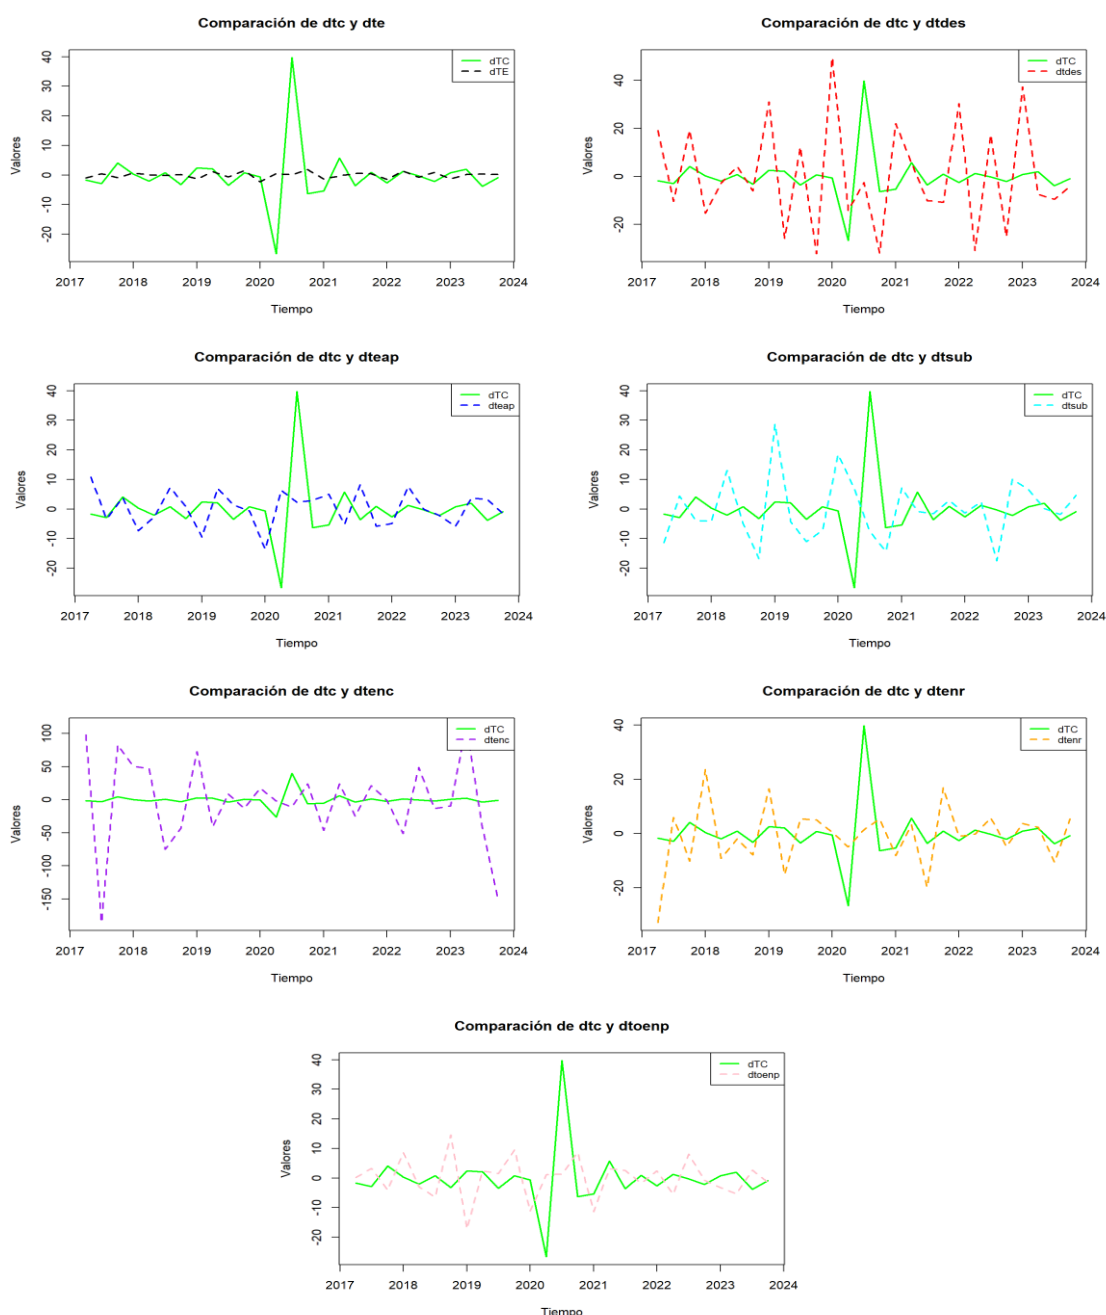 Comparación de dtc y dte
Valores
40
30
20
10
0
-10
-20
dTC
dTE
2017 2018 2019 2020 2021 2022 2023 2024
Tiempo
Comparación de dtc y dtdes
Valores
40
20
0
-20
dTC
dtdes
2017 2018 2019 2020 2021 2022 2023 2024
Tiempo
Comparación de dtc y dteap
Valores
40
30
20
10
0
-10
-20
dTC
dteap
2017 2018 2019 2020 2021 2022 2023 2024
Tiempo
Comparación de dtc y dtsub
Valores
40
30
20
10
0
-10
-20
dTC
dtsub
2017 2018 2019 2020 2021 2022 2023 2024
Tiempo
Comparación de dtc y dtenc
Valores
100
50
0
-50
-100
-150
dTC
dtenc
2017 2018 2019 2020 2021 2022 2023 2024
Tiempo
Comparación de dtc y dtenr
Valores
40
20
0
-20
dTC
dtenr
2017 2018 2019 2020 2021 2022 2023 2024
Tiempo
Comparación de dtc y dtoenp
Valores
40
30
20
10
0
-10
-20
dTC
dtoenp
2017 2018 2019 2020 2021 2022 2023 2024
Tiempo